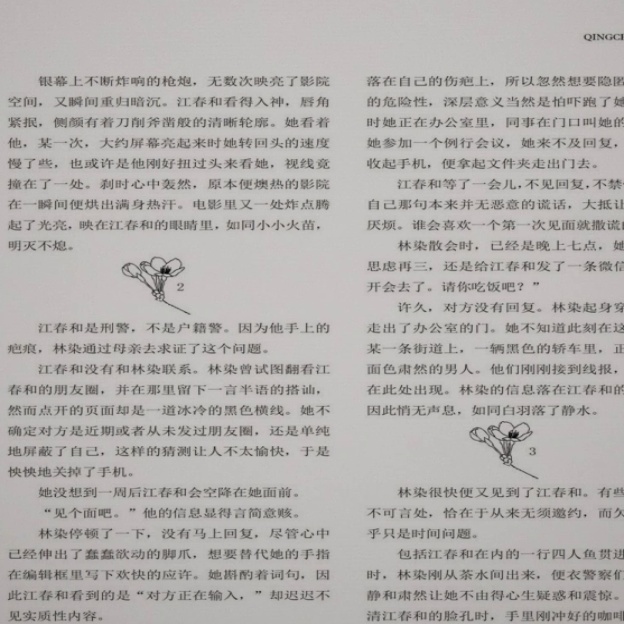 QINGCI
银幕上不断炸响的枪炮，无数次映亮了影院
空间，又瞬间重归暗沉。江春和看得入神，唇角
紧抿，侧颜有着刀削斧凿般的清晰轮廓。她看着
他，某一次，大约屏幕亮起来时她转回头的速度
慢了些，也或许是他刚好扭过头来看她，视线竟
撞在了一处。刹时心中轰然，原本便燠热的影院
在一瞬间便烘出满身热汗。电影里又一处炸点腾
起了光亮，映在江春和的眼睛里，如同小小火苗，
明灭不熄。
2
江春和是刑警，不是户籍警。因为他手上的
疤痕，林染通过母亲去求证了这个问题。
江春和没有和林染联系。林染曾试图翻看江
春和的朋友圈，并在那里留下一言半语的搭讪，
然而点开的页面却是一道冰冷的黑色横线。她不
确定对方是近期或者从未发过朋友圈，还是单纯
地屏蔽了自己，这样的猜测让人不太愉快，于是
怏怏地关掉了手机。
她没想到一周后江春和会空降在她面前。
“见个面吧。”他的信息显得言简意赅。
林染停顿了一下，没有马上回复，尽管心中
已经伸出了蠢蠢欲动的脚爪，想要替代她的手指
在编辑框里写下欢快的应许。她斟酌着词句，因
此江春和看到的是“对方正在输入，”却迟迟不
见实质性内容。
落在自己的伤疤上，所以忽然想要隐匿
的危险性，深层意义当然是怕吓跑了她
时她正在办公室里，同事在门口叫她的
她参加一个例行会议，她来不及回复，
收起手机，便拿起文件夹走出门去。
江春和等了一会儿，不见回复，不禁
自己那句本来并无恶意的谎话，大抵让
厌烦。谁会喜欢一个第一次见面就撒谎的
林染散会时，已经是晚上七点，她
思虑再三，还是给江春和发了一条微信
开会去了。请你吃饭吧？”
许久，对方没有回复。林染起身穿
走出了办公室的门。她不知道此刻在这
某一条街道上，一辆黑色的轿车里，正
面色肃然的男人。他们刚刚接到线报，
在此处出现。林染的信息落在江春和的
因此悄无声息，如同白羽落了静水。
3
林染很快便又见到了江春和。有些
不可言处，恰在于从来无须邀约，而久
乎只是时间问题。
包括江春和在内的一行四人鱼贯进
时，林染刚从茶水间出来，便衣警察们
静和肃然让她不由得心生疑惑和震惊。
清江春和的脸孔时，手里刚冲好的咖啡